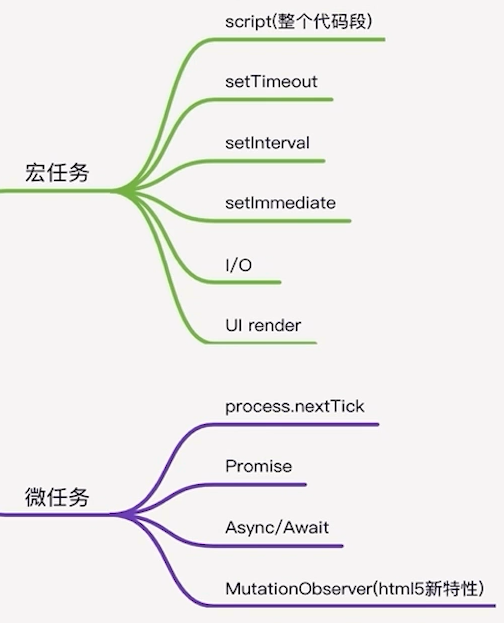 script(整个代码段)
setTimeout
setInterval
宏任务
setImmediate
I/O
UI render
process.nextTick
Promise
微任务
Async/Await
MutationObserver(html5新特性)